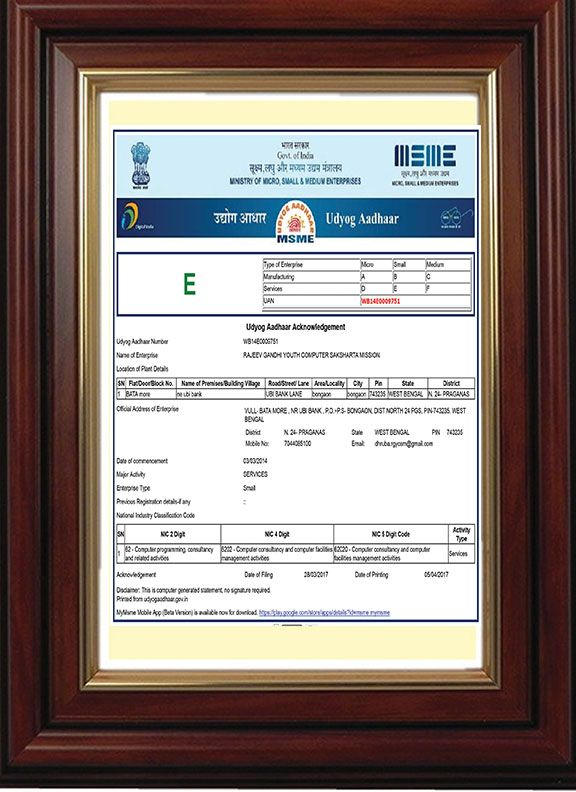 भारत सरकार
Govt. of India
सूक्ष्म, लघु और मध्यम उद्यम मंत्रालय
MINISTRY OF MICRO, SMALL & MEDIUM ENTERPRISES
MSME
सूक्ष्म, लघु और मध्यम उद्यम
MICRO, SMALL & MEDIUM ENTERPRISES
Digital India
उद्योग आधार
UDYOG AADHAAR
MSME
Udyog Aadhaar
E
Type of Enterprise Micro Small Medium
Manufacturing A B C
Services D E F
UAN WB14E0009751
Udyog Aadhaar Acknowledgement
Udyog Aadhaar Number WB14E0009751
Name of Enterprise RAJEEV GANDHI YOUTH COMPUTER SAKSHARTA MISSION
Location of Plant Details
SN Flat/Door/Block No. Name of Premises/Building Village Road/Street/ Lane Area/Locality City Pin State District
1 BATA more no ubi bank UBI BANK LANE bongaon bongaon 743235 WEST BENGAL N. 24- PRAGANAS
Official Address of Enterprise VULL- BATA MORE , NR UBI BANK , P.O.+P.S- BONGAON, DIST NORTH 24 PGS, PIN-743235. WEST
BENGAL
District N. 24- PRAGANAS State WEST BENGAL PIN 743235
Mobile No: 7044085100 Email: dhruba.rgyosm@gmail.com
Date of commencement 03/03/2014
Major Activity SERVICES
Enterprise Type Small
Previous Registration details-if any ::
National Industry Classification Code
SN NIC 2 Digit NIC 4 Digit NIC 5 Digit Code Activity
Type
1 62 - Computer programming, consultancy
and related activities 6202 - Computer consultancy and computer facilities
management activities 62020 - Computer consultancy and computer
facilities management activities Services
Acknowledgement Date of Filing 28/03/2017 Date of Printing 05/04/2017
Disclaimer: This is computer generated statement, no signature required.
Printed from udyogaadhaar.gov.in
MyMsme Mobile App (Beta Version) is available now for download. https://play.google.com/store/apps/details?id=msme.mymsme